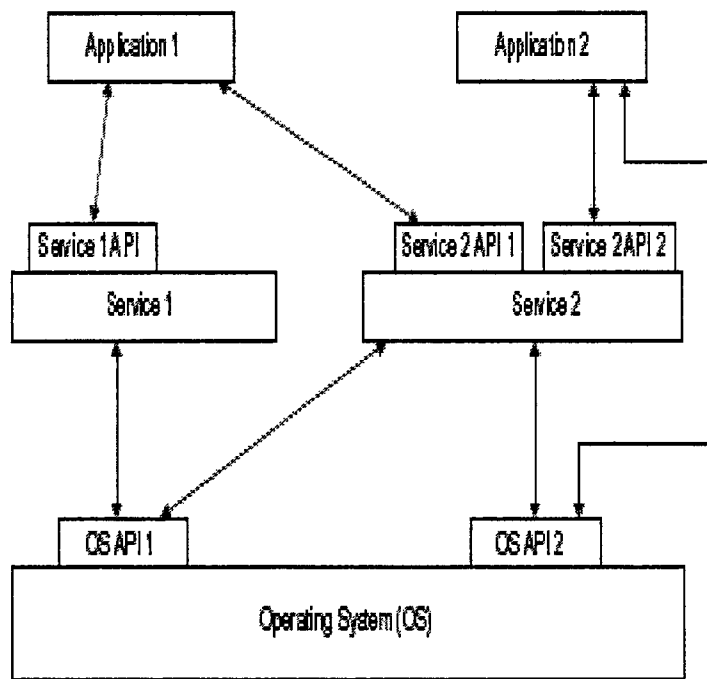 Application 1
Application 2
Service 1 API
Service 2 API 1
Service 2 API 2
Service 1
Service 2
OS API 1
OS API 2
Operating System (OS)